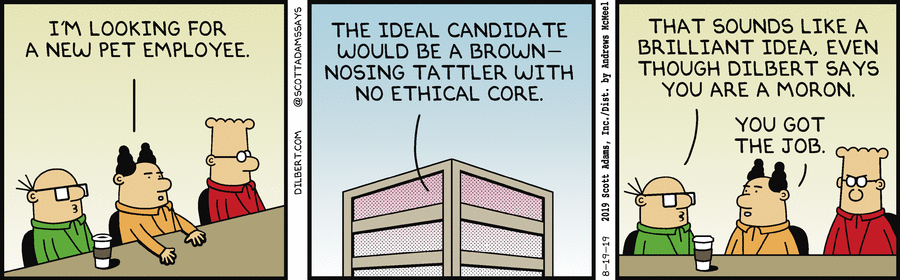 I'M LOOKING FOR
A NEW PET EMPLOYEE.
DILBERT.COM @SCOTTADAMSSAYS
THE IDEAL CANDIDATE
WOULD BE A BROWN-
NOSING TATTLER WITH
NO ETHICAL CORE.
8-19-19 2019 Scott Adams, Inc./Dist. by Andrews McMeel
THAT SOUNDS LIKE A
BRILLIANT IDEA, EVEN
THOUGH DILBERT SAYS
YOU ARE A MORON.
YOU GOT
THE JOB.